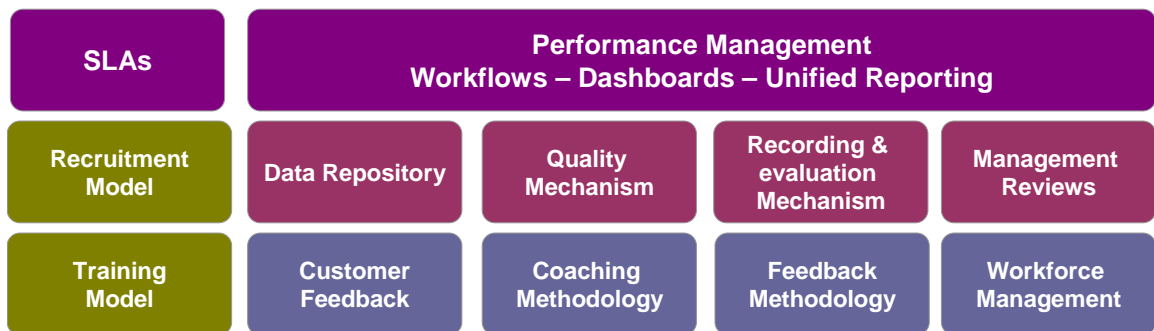 SLAs
Performance Management
Workflows – Dashboards – Unified Reporting
Recruitment
Model
Data Repository
Quality
Mechanism
Recording &
evaluation
Mechanism
Management
Reviews
Training
Model
Customer
Feedback
Coaching
Methodology
Feedback
Methodology
Workforce
Management